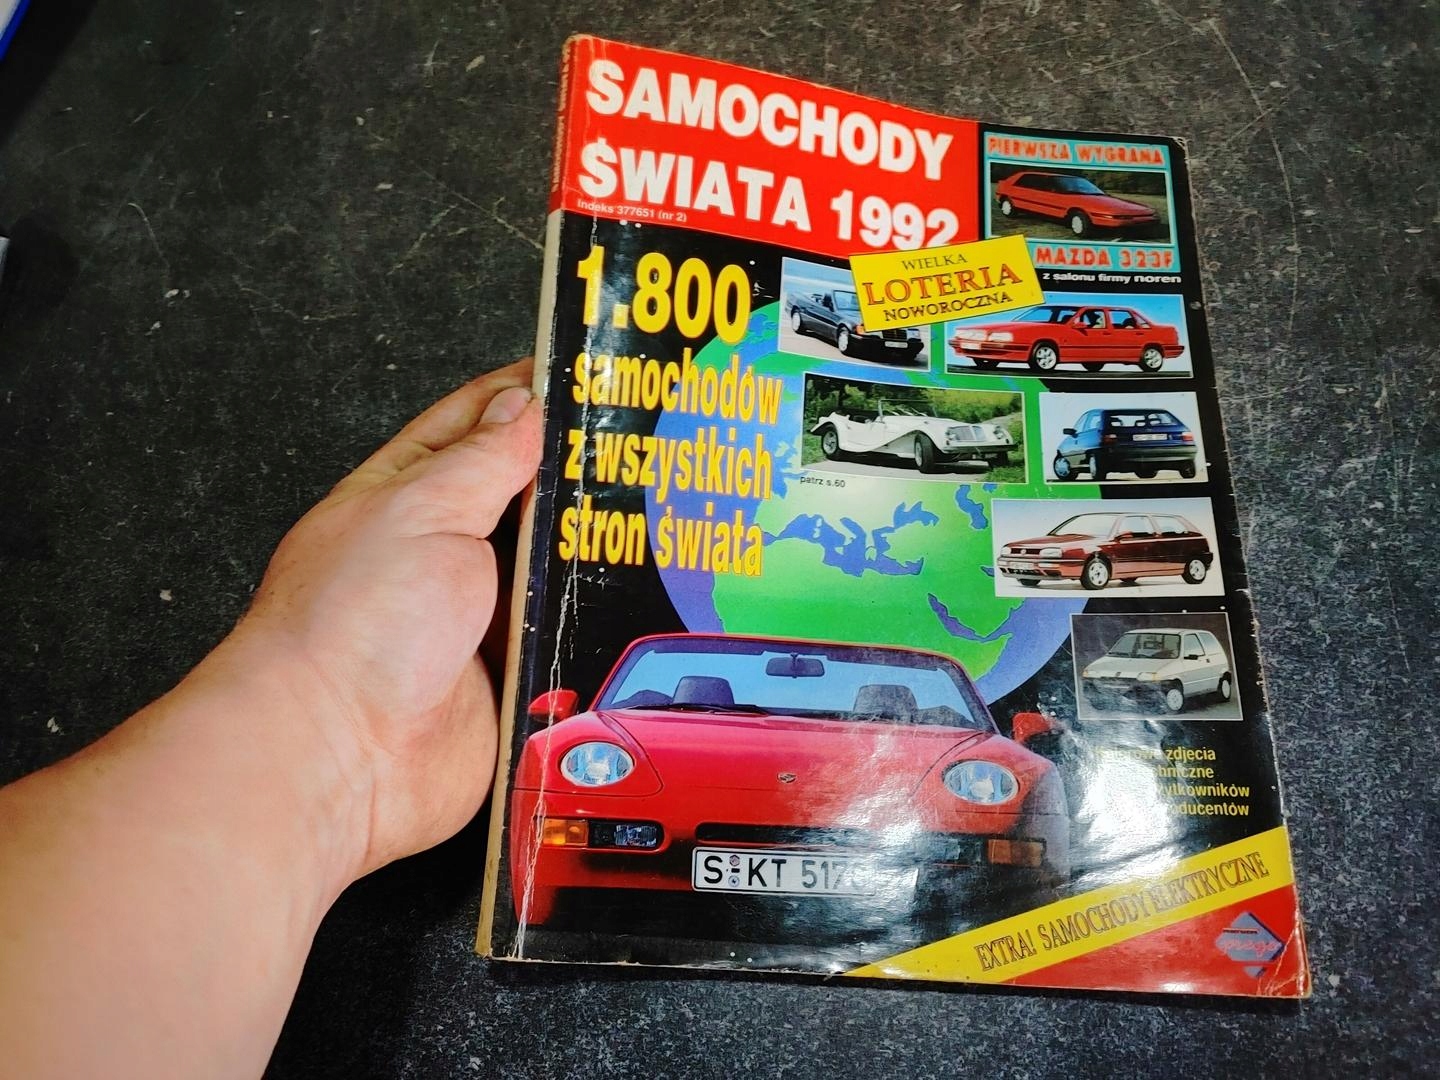 SAMOCHODY
ŚWIATA 1992
Indeks 377651 (nr 2)
PIERWSZA WYGRANA
MAZDA 323F
z salonu firmy noren
WIELKA
LOTERIA
NOWOROCZNA
1.800
samochodów
z wszystkich
stron świata
patrz s.60
zdjęcia
S KT 517
EXTRA! SAMOCHODY ELEKTRYCZNE
prego